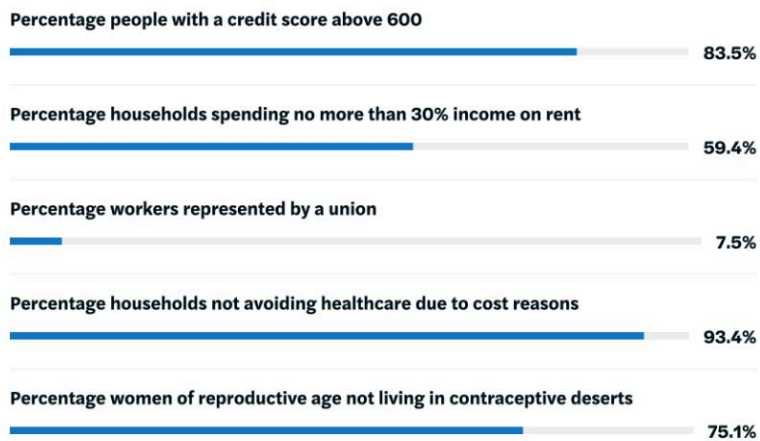 Percentage people with a credit score above 600
83.5%
Percentage households spending no more than 30% income on rent
59.4%
Percentage workers represented by a union
7.5%
Percentage households not avoiding healthcare due to cost reasons
93.4%
Percentage women of reproductive age not living in contraceptive deserts
75.1%